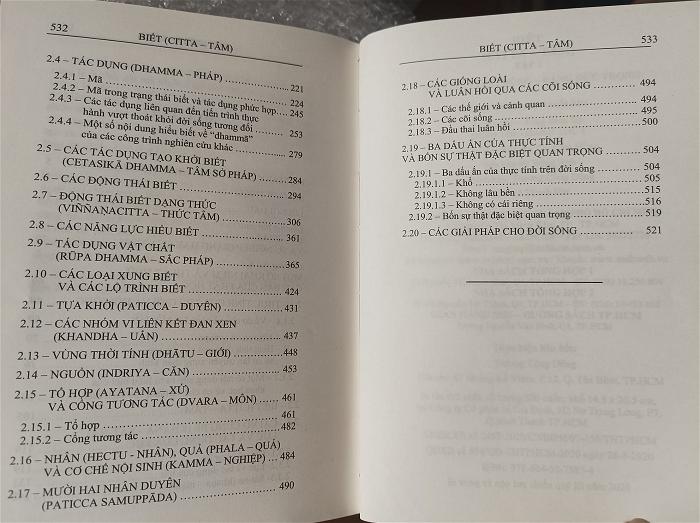 532
BIẾT (CITTA – TÂM)
2.4 – TÁC DỤNG (DHAMMA – PHÁP) 221
2.4.1 – Mã 224
2.4.2 – Mã trong trạng thái biết và tác dụng phức hợp 245
2.4.3 – Các tác dụng liên quan đến tiến trình thực
hành vượt thoát khỏi đời sống tương đối 253
2.4.4 – Một số nội dung hiểu biết về “dhammā”
của các công trình nghiên cứu khác 279
2.5 – CÁC TÁC DỤNG TẠO KHỞI BIẾT
(CETASIKĀ DHAMMA – TÂM SỞ PHÁP) 284
2.6 – CÁC ĐỘNG THÁI BIẾT 294
2.7 – ĐỘNG THÁI BIẾT DẠNG THỨC
(VIÑÑAṆACITTA – THỨC TÂM) 306
2.8 – CÁC NĂNG LỰC HIỂU BIẾT 361
2.9 – TÁC DỤNG VẬT CHẤT
(RŪPA DHAMMA – SẮC PHÁP) 365
2.10 – CÁC LOẠI XUNG BIẾT
VÀ CÁC LỘ TRÌNH BIẾT 424
2.11 – TỰA KHỞI (PATICCA – DUYÊN) 431
2.12 – CÁC NHÓM VI LIÊN KẾT ĐAN XEN
(KHANDHA – UẨN) 437
2.13 – VÙNG THỜI TÍNH (DHĀTU – GIỚI) 448
2.14 – NGUỒN (INDRIYA – CĂN) 453
2.15 – TỔ HỢP (AYATANA – XỨ)
VÀ CỔNG TƯƠNG TÁC (DVARA – MÔN) 461
2.15.1 – Tổ hợp 461
2.15.2 – Cổng tương tác 482
2.16 – NHÂN (HECTU - NHÂN), QUẢ (PHALA – QUẢ)
VÀ CƠ CHẾ NỘI SINH (KAMMA – NGHIỆP) 484
2.17 – MƯỜI HAI NHÂN DUYÊN
(PATICCA SAMUPPĀDA) 490
BIẾT (CITTA – TÂM)
533
2.18 – CÁC GIỐNG LOÀI
VÀ LUÂN HỒI QUA CÁC CÕI SỐNG 494
2.18.1 – Các thế giới và cảnh quan 494
2.18.2 – Các cõi sống 495
2.18.3 – Đầu thai luân hồi 500
2.19 – BA DẤU ẤN CỦA THỰC TÍNH
VÀ BỐN SỰ THẬT ĐẶC BIỆT QUAN TRỌNG 504
2.19.1 – Ba dấu ấn của thực tính trên đời sống 504
2.19.1.1 – Khổ 505
2.19.1.2 – Không lâu bền 515
2.19.1.3 – Không có cái riêng 516
2.19.2 – Bốn sự thật đặc biệt quan trọng 519
2.20 – CÁC GIẢI PHÁP CHO ĐỜI SỐNG 521